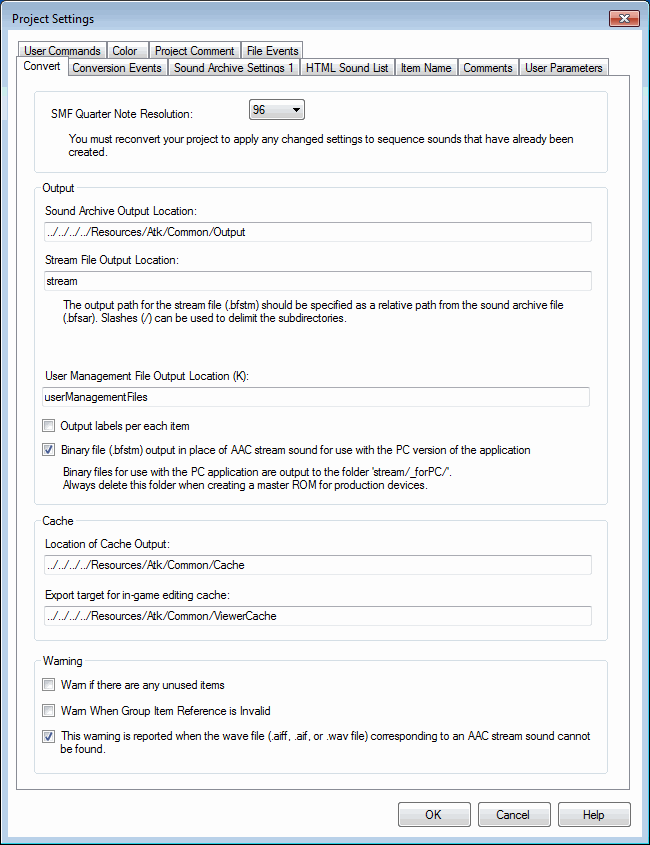 Project Settings
User Commands Color Project Comment File Events
Convert Conversion Events Sound Archive Settings 1 HTML Sound List Item Name Comments User Parameters
SMF Quarter Note Resolution: 96
You must reconvert your project to apply any changed settings to sequence sounds that have already been
created.
Output
Sound Archive Output Location:
../../../../Resources/Atk/Common/Output
Stream File Output Location:
stream
The output path for the stream file (.bfstm) should be specified as a relative path from the sound archive file
(.bfsar). Slashes (/) can be used to delimit the subdirectories.
User Management File Output Location (K):
userManagementFiles
Output labels per each item
Binary file (.bfstm) output in place of AAC stream sound for use with the PC version of the application
Binary files for use with the PC application are output to the folder 'stream/_forPC/'.
Always delete this folder when creating a master ROM for production devices.
Cache
Location of Cache Output:
../../../../Resources/Atk/Common/Cache
Export target for in-game editing cache:
../../../../Resources/Atk/Common/ViewerCache
Warning
Warn if there are any unused items
Warn When Group Item Reference is Invalid
This warning is reported when the wave file (.aiff, .aif, or .wav file) corresponding to an AAC stream sound cannot
be found.
OK Cancel Help